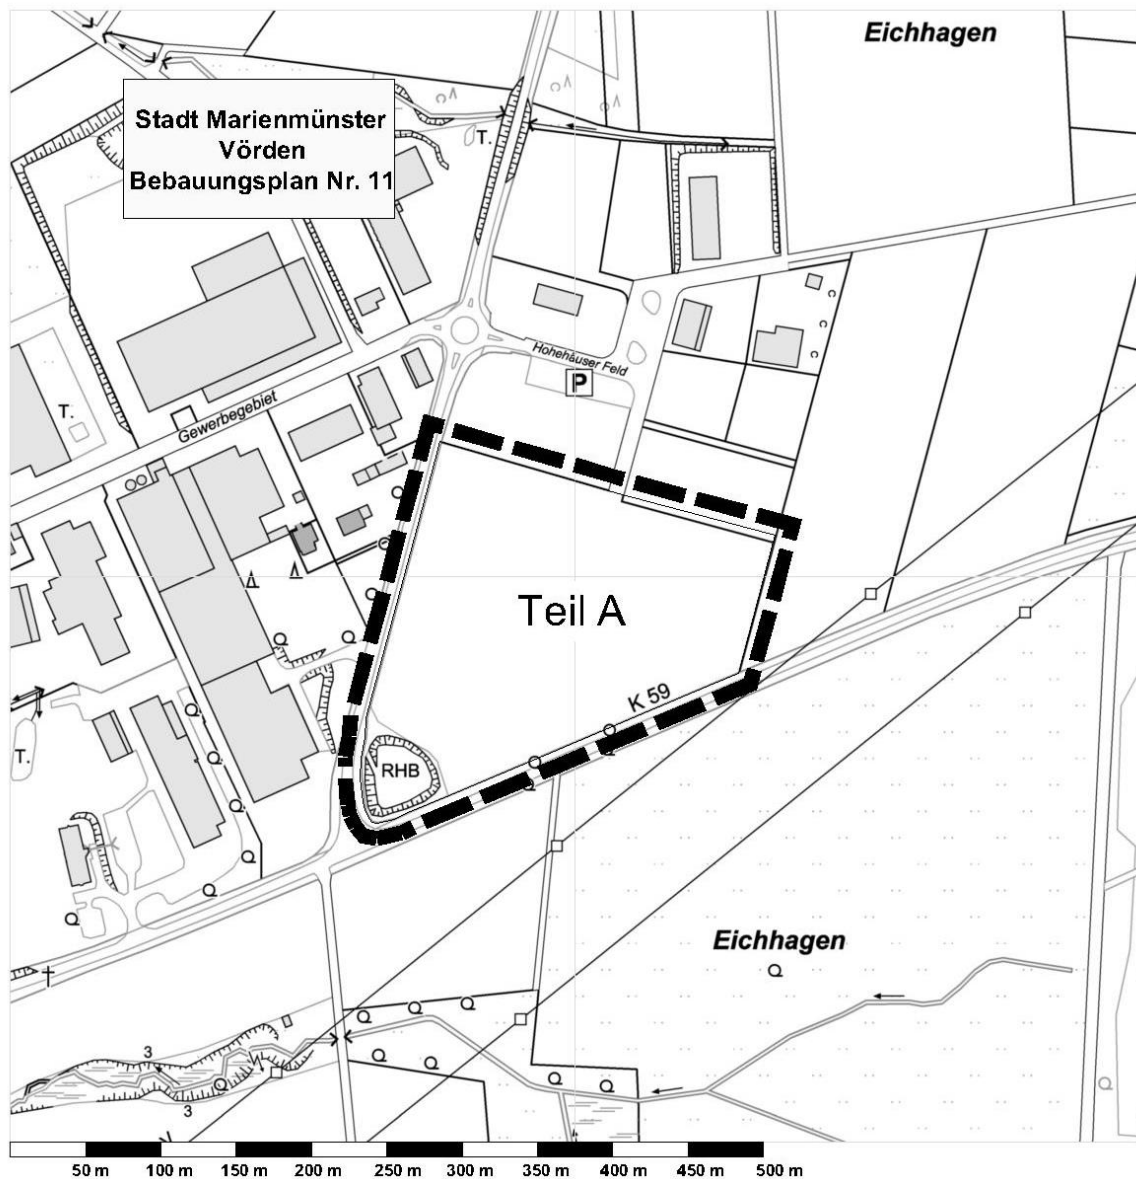 Eichhagen
Stadt Marienmünster
Vörden
Bebauungsplan Nr. 11
T.
Hohehäuser Feld
P
T.
Gewerbegebiet
Teil A
K 59
T.
RHB
Eichhagen
3
3
50 m 100 m 150 m 200 m 250 m 300 m 350 m 400 m 450 m 500 m